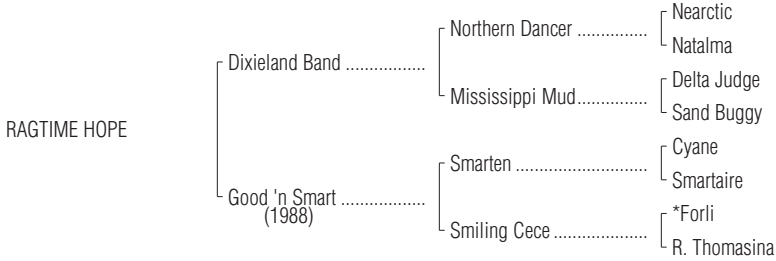 Nearctic
Northern Dancer ...............
Natalma
Dixieland Band .................
Delta Judge
Mississippi Mud...............
Sand Buggy
RAGTIME HOPE
Cyane
Smarten ............................
Smartaire
Good 'n Smart ..................
(1988)
*Forli
Smiling Cece ....................
R. Thomasina